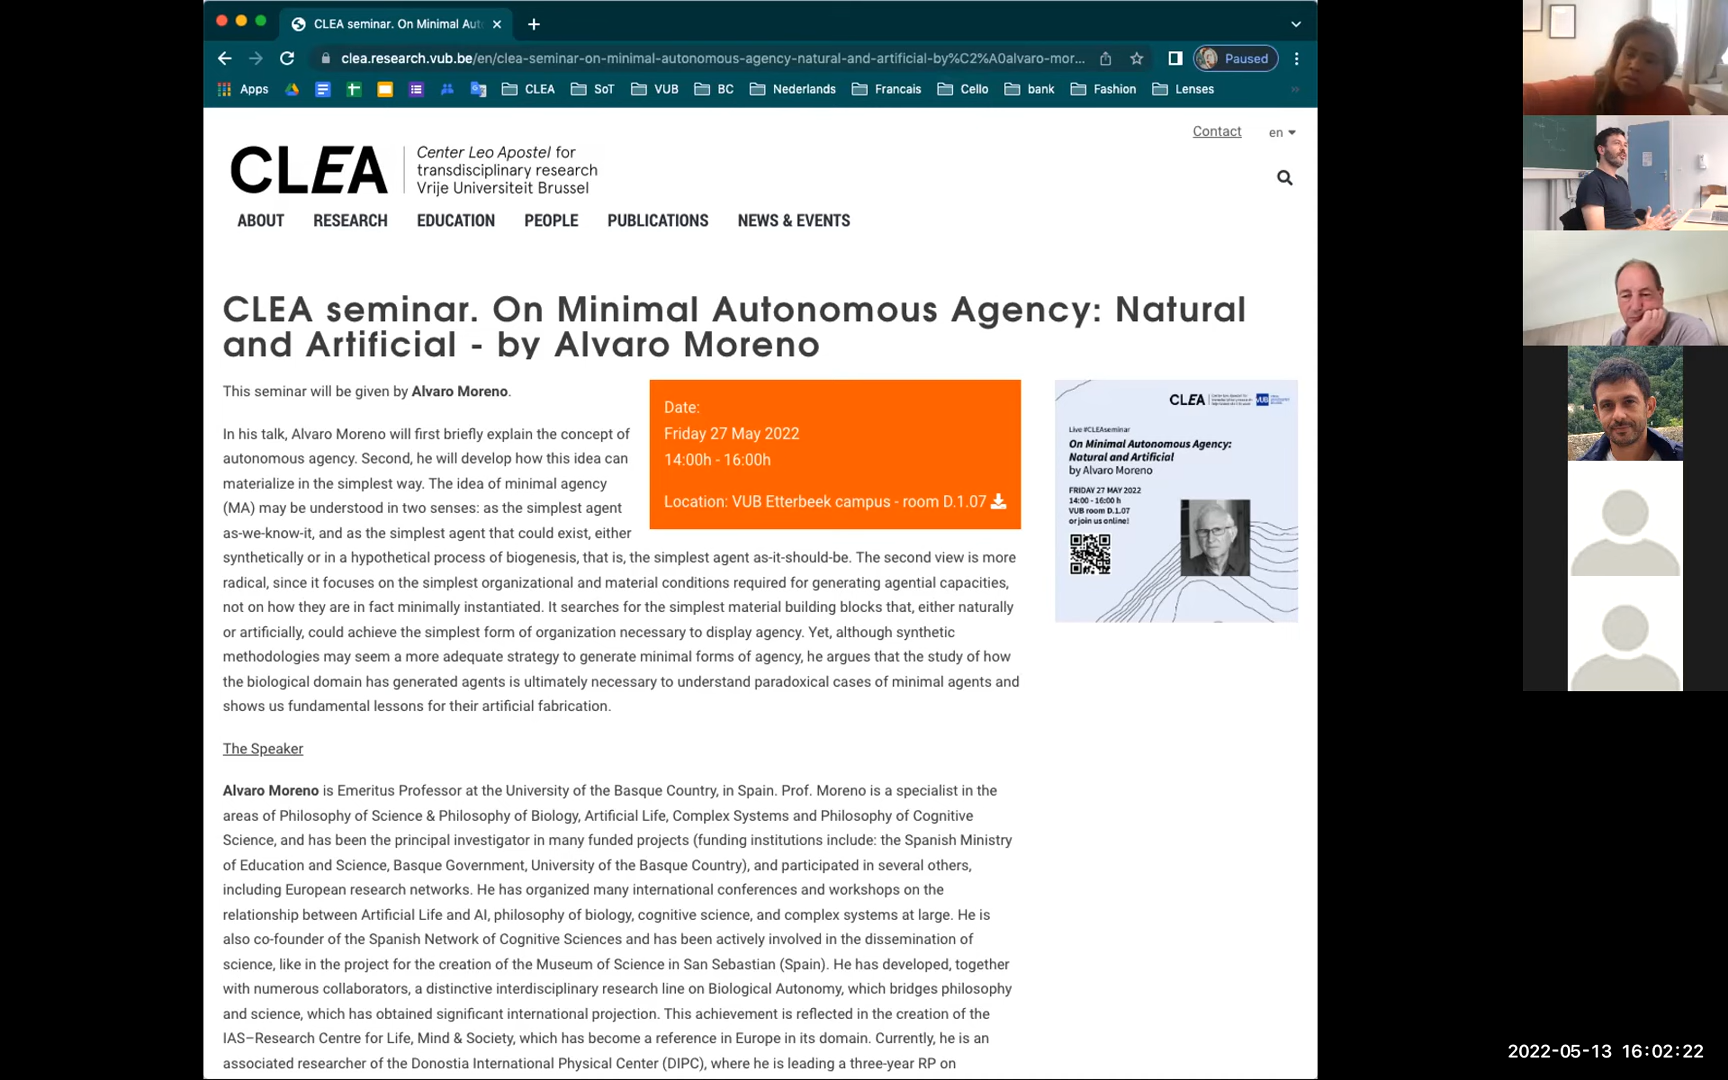 CLEA seminar. On Minimal Aut
clea.research.vub.be/en/clea-seminar-on-minimal-autonomous-agency-natural-and-artificial-by%C2%A0alvaro-mor...
Paused
Apps
CLEA
SoT
VUB
BC
Nederlands
Francais
Cello
bank
Fashion
Lenses
Contact
en
CLEA
Center Leo Apostel for
transdisciplinary research
Vrije Universiteit Brussel
ABOUT RESEARCH EDUCATION PEOPLE PUBLICATIONS NEWS & EVENTS
CLEA seminar. On Minimal Autonomous Agency: Natural
and Artificial - by Alvaro Moreno
This seminar will be given by Alvaro Moreno.
Date:
Friday 27 May 2022
14:00h - 16:00h
Location: VUB Etterbeek campus - room D.1.07
In his talk, Alvaro Moreno will first briefly explain the concept of
autonomous agency. Second, he will develop how this idea can
materialize in the simplest way. The idea of minimal agency
(MA) may be understood in two senses: as the simplest agent
as-we-know-it, and as the simplest agent that could exist, either
synthetically or in a hypothetical process of biogenesis, that is, the simplest agent as-it-should-be. The second view is more
radical, since it focuses on the simplest organizational and material conditions required for generating agential capacities,
not on how they are in fact minimally instantiated. It searches for the simplest material building blocks that, either naturally
or artificially, could achieve the simplest form of organization necessary to display agency. Yet, although synthetic
methodologies may seem a more adequate strategy to generate minimal forms of agency, he argues that the study of how
the biological domain has generated agents is ultimately necessary to understand paradoxical cases of minimal agents and
shows us fundamental lessons for their artificial fabrication.
CLEA
VUB
Live #CLEAseminar
On Minimal Autonomous Agency:
Natural and Artificial
by Alvaro Moreno
FRIDAY 27 MAY 2022
14:00 - 16:00 h
VUB room D.1.07
or join us online!
The Speaker
Alvaro Moreno is Emeritus Professor at the University of the Basque Country, in Spain. Prof. Moreno is a specialist in the
areas of Philosophy of Science & Philosophy of Biology, Artificial Life, Complex Systems and Philosophy of Cognitive
Science, and has been the principal investigator in many funded projects (funding institutions include: the Spanish Ministry
of Education and Science, Basque Government, University of the Basque Country), and participated in several others,
including European research networks. He has organized many international conferences and workshops on the
relationship between Artificial Life and AI, philosophy of biology, cognitive science, and complex systems at large. He is
also co-founder of the Spanish Network of Cognitive Sciences and has been actively involved in the dissemination of
science, like in the project for the creation of the Museum of Science in San Sebastian (Spain). He has developed, together
with numerous collaborators, a distinctive interdisciplinary research line on Biological Autonomy, which bridges philosophy
and science, which has obtained significant international projection. This achievement is reflected in the creation of the
IAS–Research Centre for Life, Mind & Society, which has become a reference in Europe in its domain. Currently, he is an
associated researcher of the Donostia International Physical Center (DIPC), where he is leading a three-year RP on
2022-05-13 16:02:22